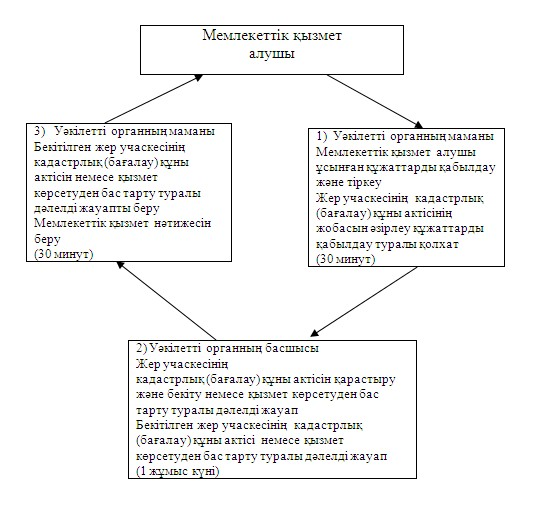 Мемлекеттік қызмет
алушы
1) Уәкілетті органның маманы
Мемлекеттік қызмет алушы
ұсынған құжаттарды қабылдау
және тіркеу
Жер учаскесінің кадастрлық
(бағалау) құны актісінің
жобасын әзірлеу құжаттарды
қабылдау туралы қолхат
(30 минут)
2) Уәкілетті органның басшысы
Жер учаскесінің
кадастрлық (бағалау) құны актісін қарастыру
және бекіту немесе қызмет көрсетуден бас
тарту туралы дәлелді жауап
Бекітілген жер учаскесінің кадастрлық
(бағалау) құны актісі немесе қызмет
көрсетуден бас тарту туралы дәлелді жауап
(1 жұмыс күні)
3) Уәкілетті органның маманы
Бекітілген жер учаскесінің
кадастрлық (бағалау) құны
актісін немесе қызмет
көрсетуден бас тарту туралы
дәлелді жауапты беру
Мемлекеттік қызмет нәтижесін
беру
(30 минут)